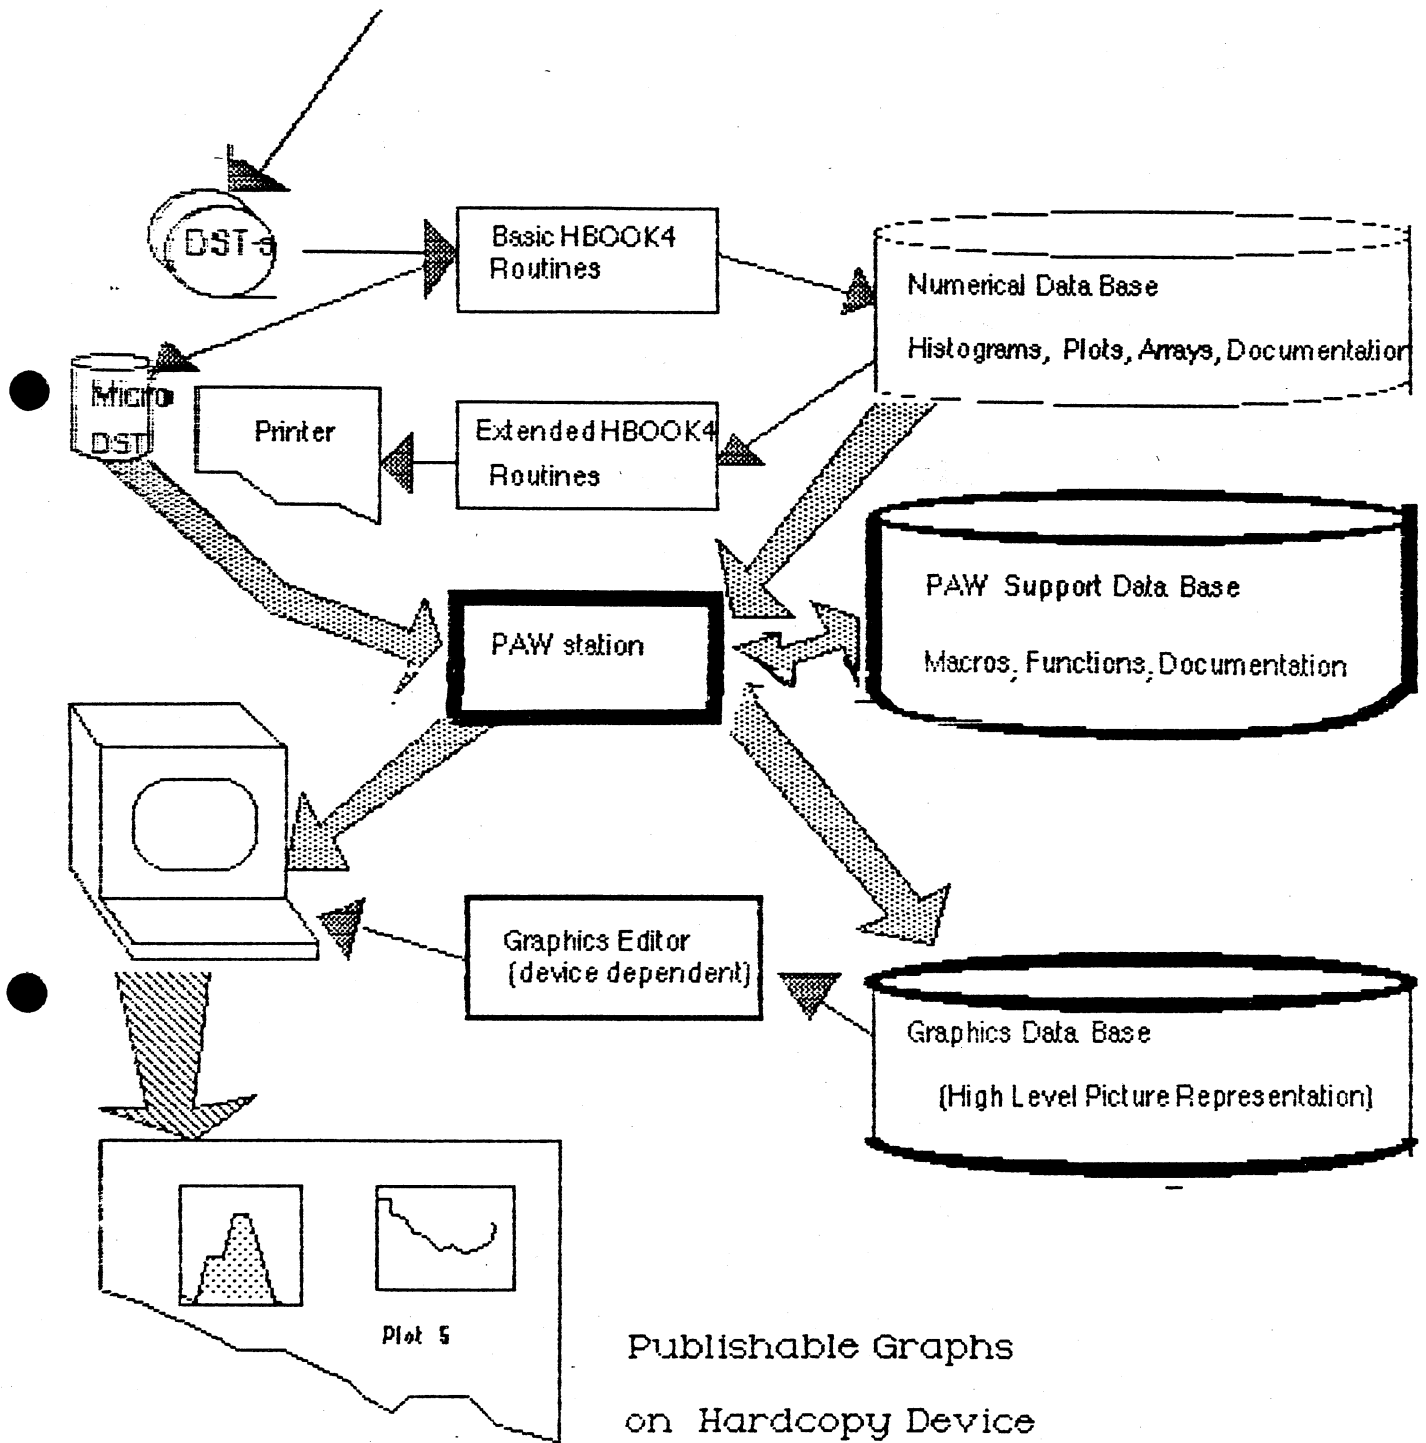 DST-s
Basic HBOOK4
Routines
Numerical Data Base
Histograms, Plots, Arrays, Documentation
Micro
DST
Printer
Extended HBOOK4
Routines
PAW Support Data Base
Macros, Functions, Documentation
PAW station
Graphics Editor
(device dependent)
Graphics Data Base
(High Level Picture Representation)
Plot 5
Publishable Graphs
on Hardcopy Device